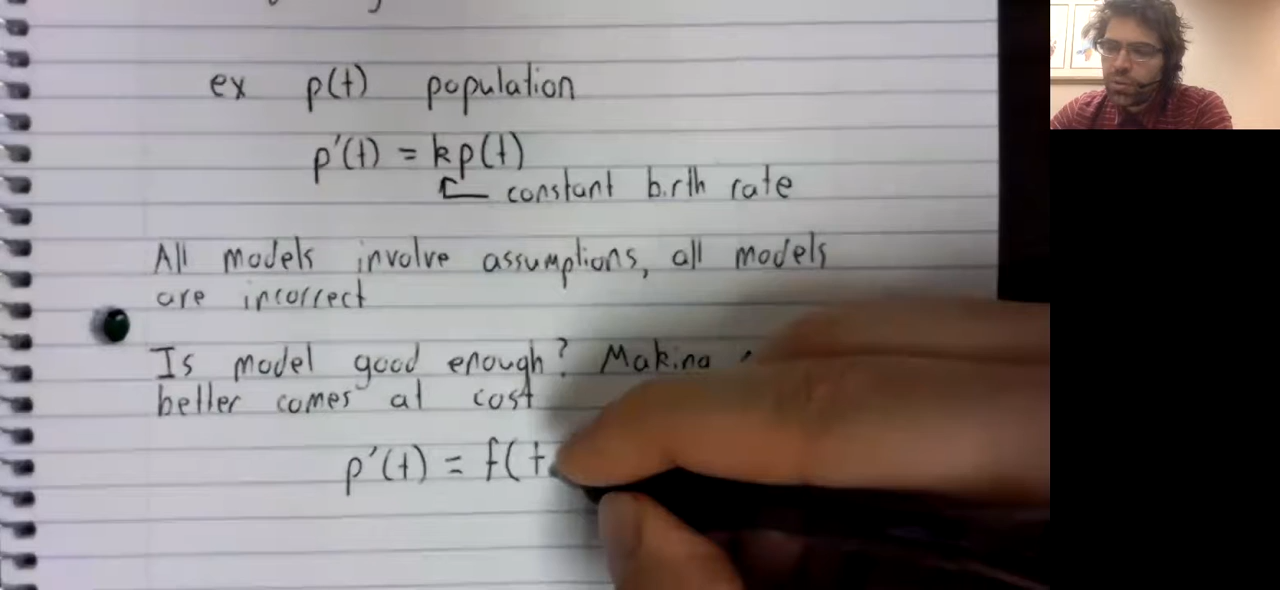 ex p(t) population
p'(t) = kp(t)
constant birth rate
All models involve assumptions, all models
are incorrect
Is model good enough? Making
better comes at cost
p'(t) = f(t